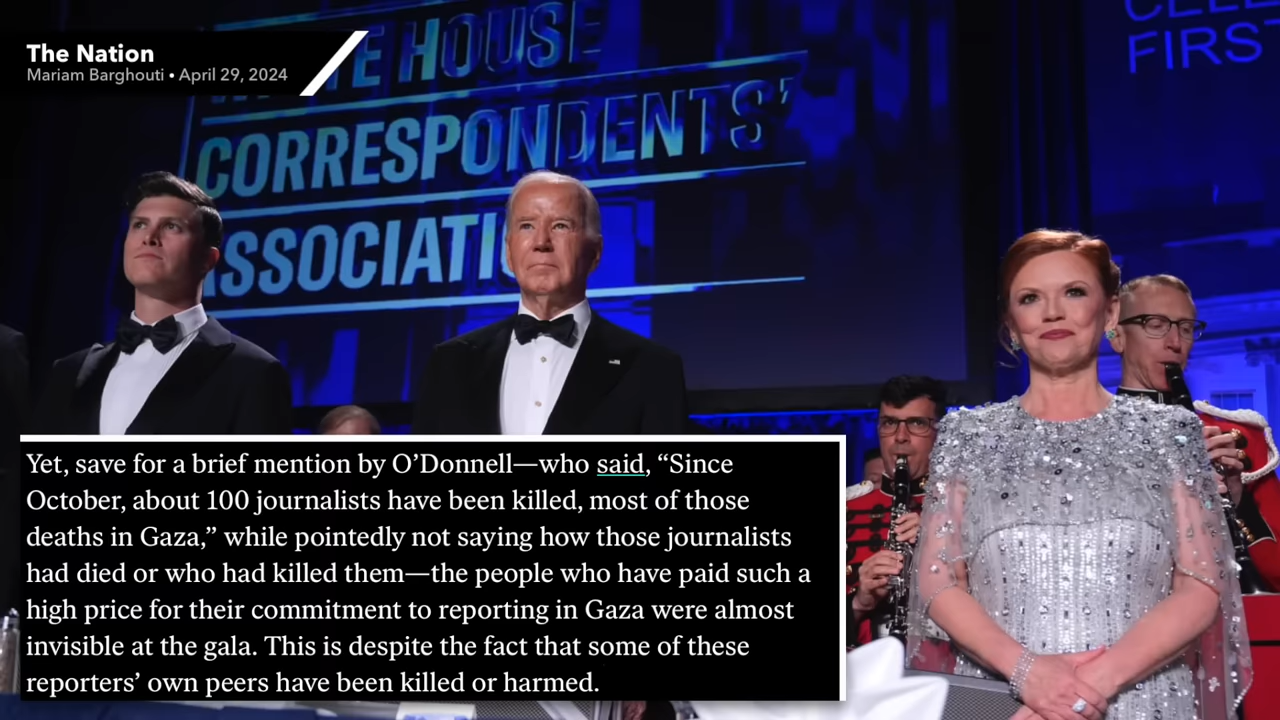 The Nation
Mariam Barghouti • April 29, 2024
HOUSE
CORRESPONDENTS'
FIRST
Yet, save for a brief mention by O’Donnell—who said, “Since
October, about 100 journalists have been killed, most of those
deaths in Gaza,” while pointedly not saying how those journalists
had died or who had killed them—the people who have paid such a
high price for their commitment to reporting in Gaza were almost
invisible at the gala. This is despite the fact that some of these
reporters’ own peers have been killed or harmed.